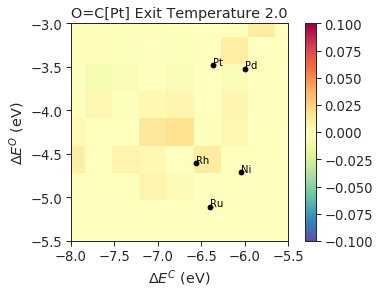 O=C[Pt] Exit Temperature 2.0
−3.0
−3.5
−4.0
−4.5
−5.0
−5.5
ΔE^O (eV)
Pt
Pd
Rh
Ni
Ru
−8.0 −7.5 −7.0 −6.5 −6.0 −5.5
ΔE^C (eV)
0.100
0.075
0.050
0.025
0.000
−0.025
−0.050
−0.075
−0.100